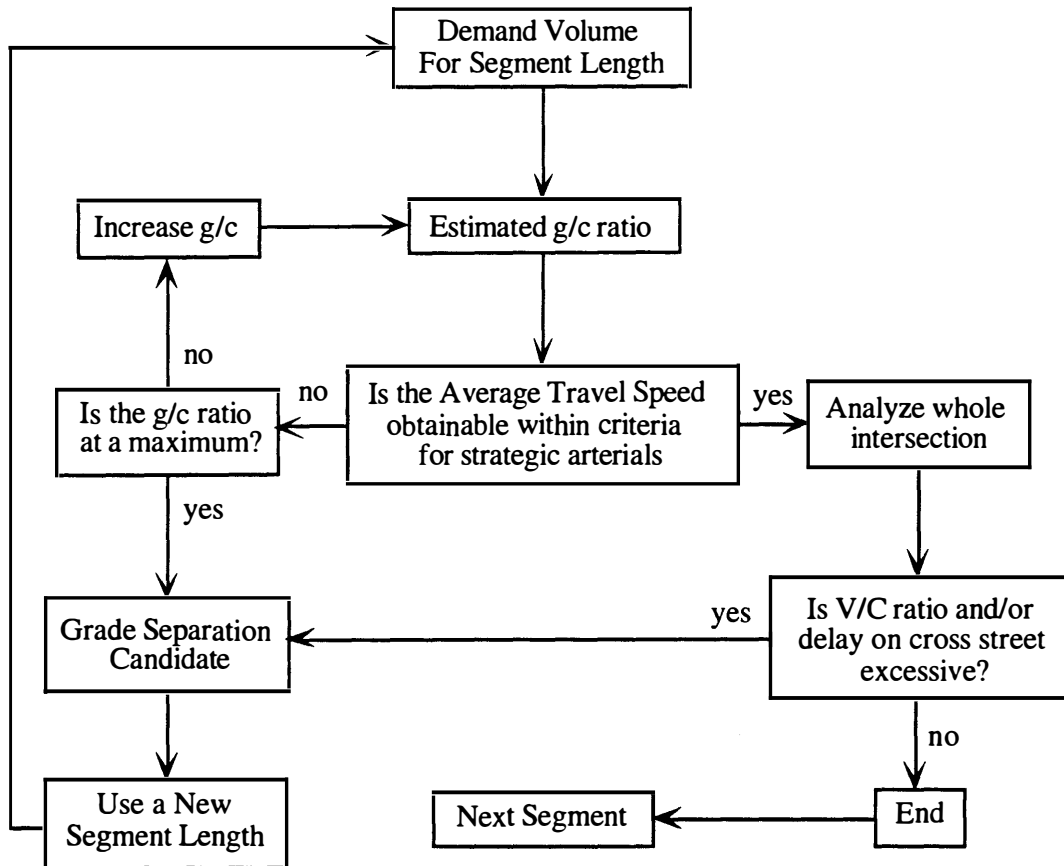 Demand Volume
For Segment Length
Increase g/c
Estimated g/c ratio
no
Is the g/c ratio
at a maximum?
no
Is the Average Travel Speed
obtainable within criteria
for strategic arterials
yes
Analyze whole
intersection
yes
Grade Separation
Candidate
yes
Is V/C ratio and/or
delay on cross street
excessive?
no
Use a New
Segment Length
Next Segment
End